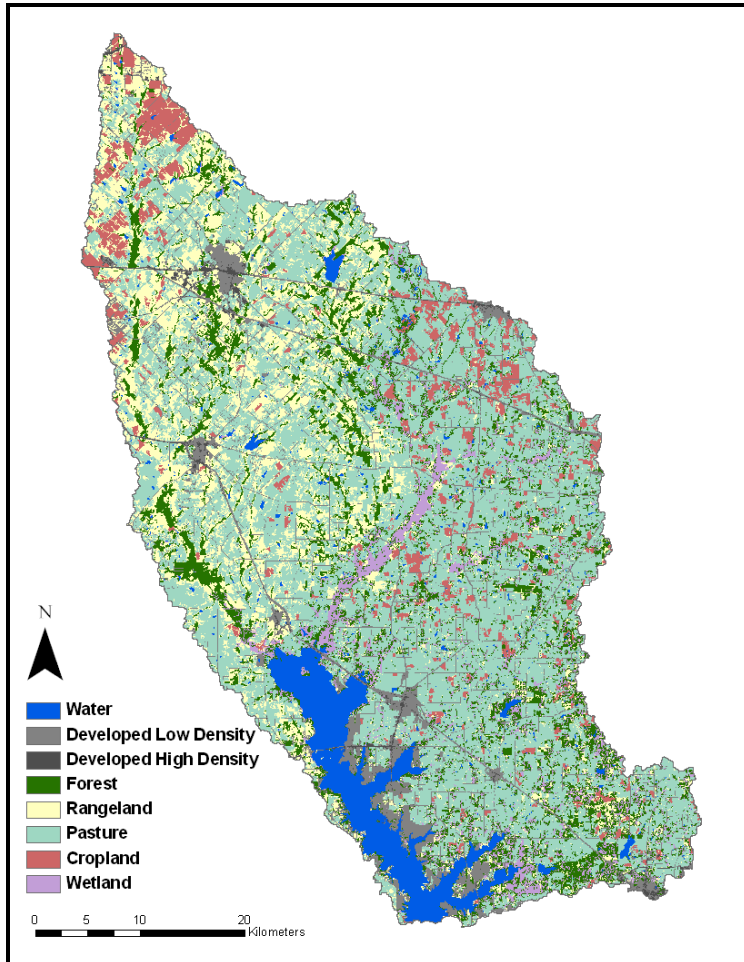 N
Water
Developed Low Density
Developed High Density
Forest
Rangeland
Pasture
Cropland
Wetland
0 5 10 20
Kilometers